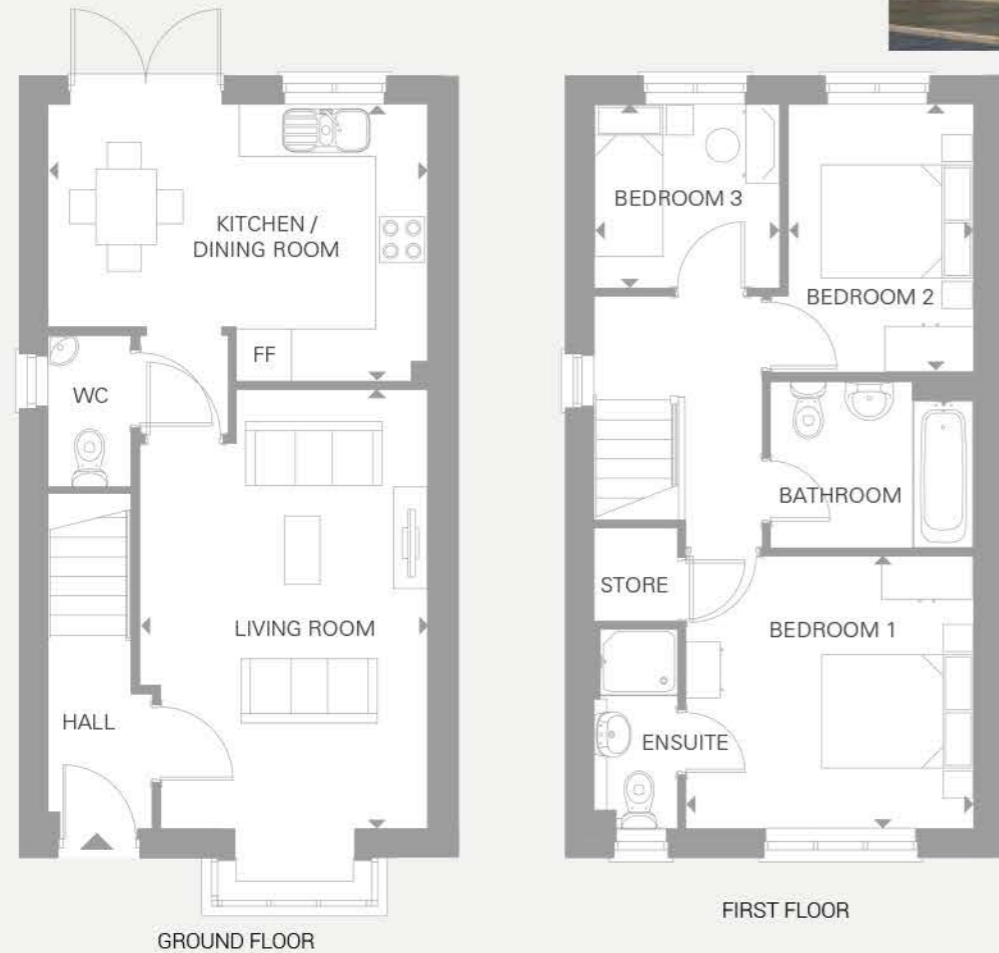 KITCHEN /
DINING ROOM
FF
WC
LIVING ROOM
HALL
GROUND FLOOR
BEDROOM 3
BEDROOM 2
BATHROOM
STORE
BEDROOM 1
ENSUITE
FIRST FLOOR